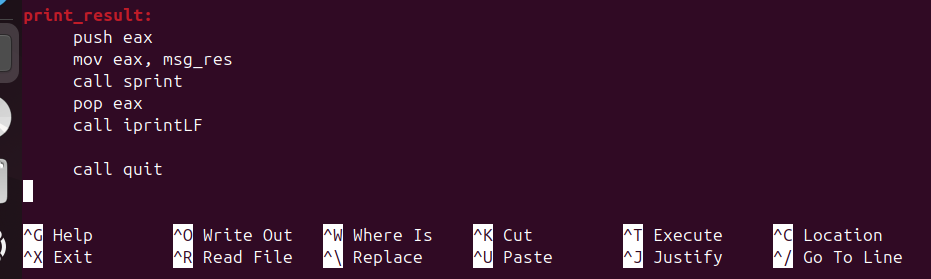 print_result:
push eax
mov eax, msg_res
call sprint
pop eax
call iprintLF
call quit
^G Help ^O Write Out ^W Where Is ^K Cut ^T Execute ^C Location
^X Exit ^R Read File ^\ Replace ^U Paste ^J Justify ^/ Go To Line